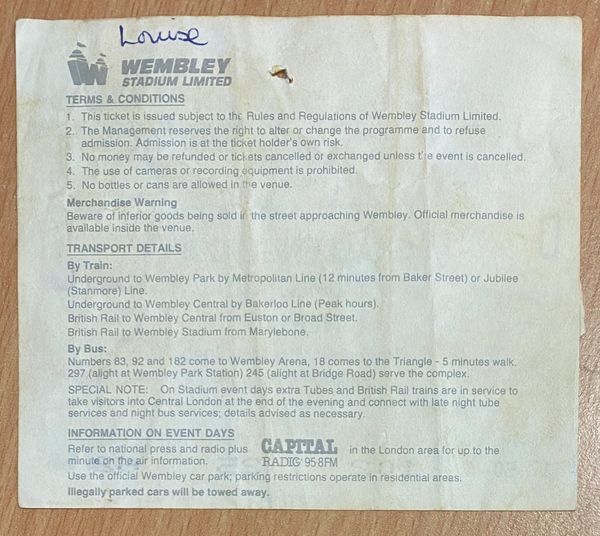 Louise
WEMBLEY
STADIUM LIMITED
TERMS & CONDITIONS
1. This ticket is issued subject to the Rules and Regulations of Wembley Stadium Limited.
2. The Management reserves the right to alter or change the programme and to refuse
admission. Admission is at the ticket holder's own risk.
3. No money may be refunded or tickets cancelled or exchanged unless the event is cancelled.
4. The use of cameras or recording equipment is prohibited.
5. No bottles or cans are allowed in the venue.
Merchandise Warning
Beware of inferior goods being sold in the street approaching Wembley. Official merchandise is
available inside the venue.
TRANSPORT DETAILS
By Train:
Underground to Wembley Park by Metropolitan Line (12 minutes from Baker Street) or Jubilee
(Stanmore) Line.
Underground to Wembley Central by Bakerloo Line (Peak hours).
British Rail to Wembley Central from Euston or Broad Street.
British Rail to Wembley Stadium from Marylebone.
By Bus:
Numbers 83, 92 and 182 come to Wembley Arena, 18 comes to the Triangle - 5 minutes walk.
297 (alight at Wembley Park Station) 245 (alight at Bridge Road) serve the complex.
SPECIAL NOTE: On Stadium event days extra Tubes and British Rail trains are in service to
take visitors into Central London at the end of the evening and connect with late night tube
services and night bus services; details advised as necessary.
INFORMATION ON EVENT DAYS
Refer to national press and radio plus CAPITAL in the London area for up to the
minute on the air information. RADIO 95·8FM
Use the official Wembley car park; parking restrictions operate in residential areas.
Illegally parked cars will be towed away.